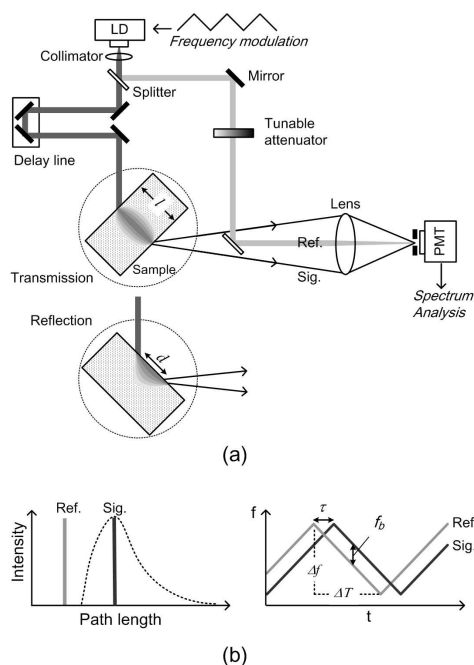 LD
Frequency modulation
Collimator
Splitter
Mirror
Delay line
Tunable
attenuator
l
Lens
Ref.
PMT
Sample
Transmission
Sig.
Spectrum
Analysis
Reflection
d
(a)
Ref.
Sig.
Intensity
Path length
f
τ
f_b
Ref.
Sig.
Δf
ΔT
t
(b)